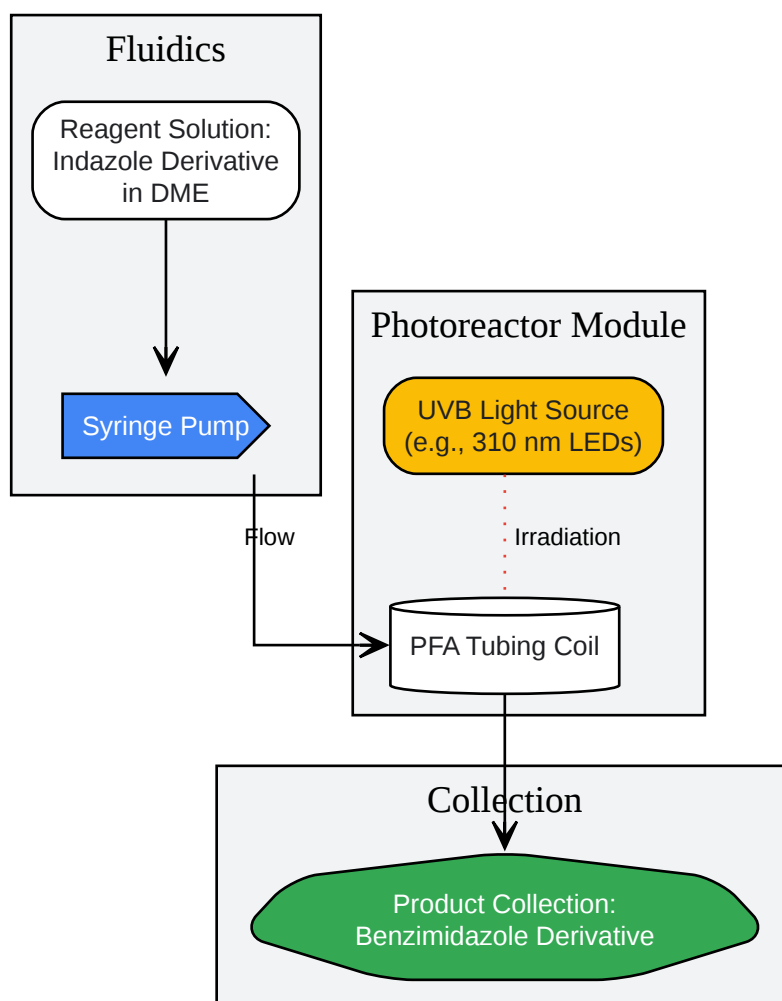 Fluidics
Reagent Solution:
Indazole Derivative
in DME
Syringe Pump
Flow
Photoreactor Module
UVB Light Source
(e.g., 310 nm LEDs)
Irradiation
PFA Tubing Coil
Collection
Product Collection:
Benzimidazole Derivative